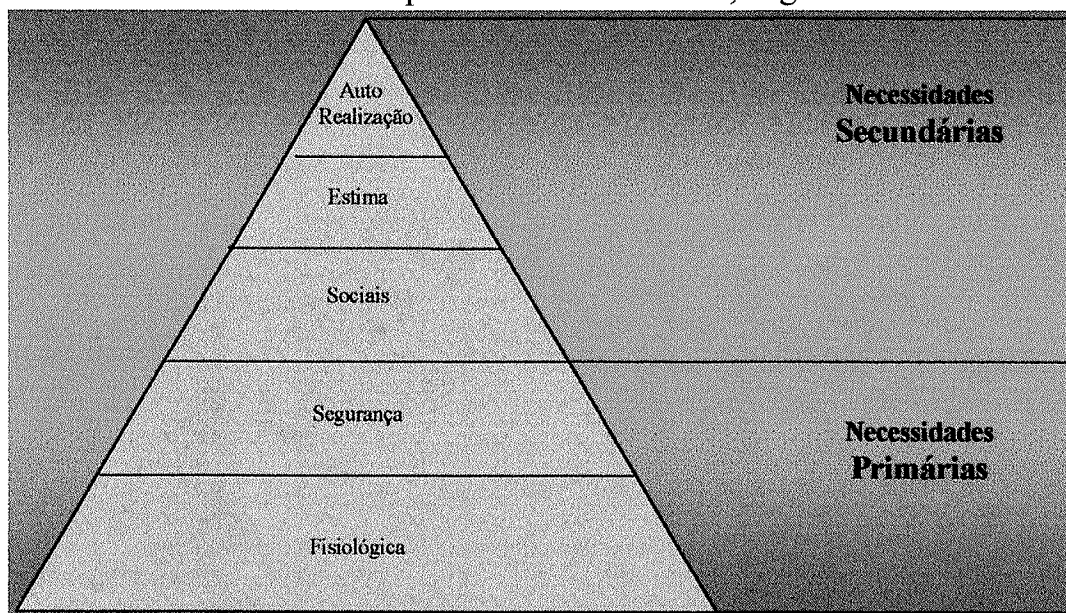 Auto
Realização
Necessidades
Secundárias
Estima
Sociais
Segurança
Necessidades
Primárias
Fisiológica